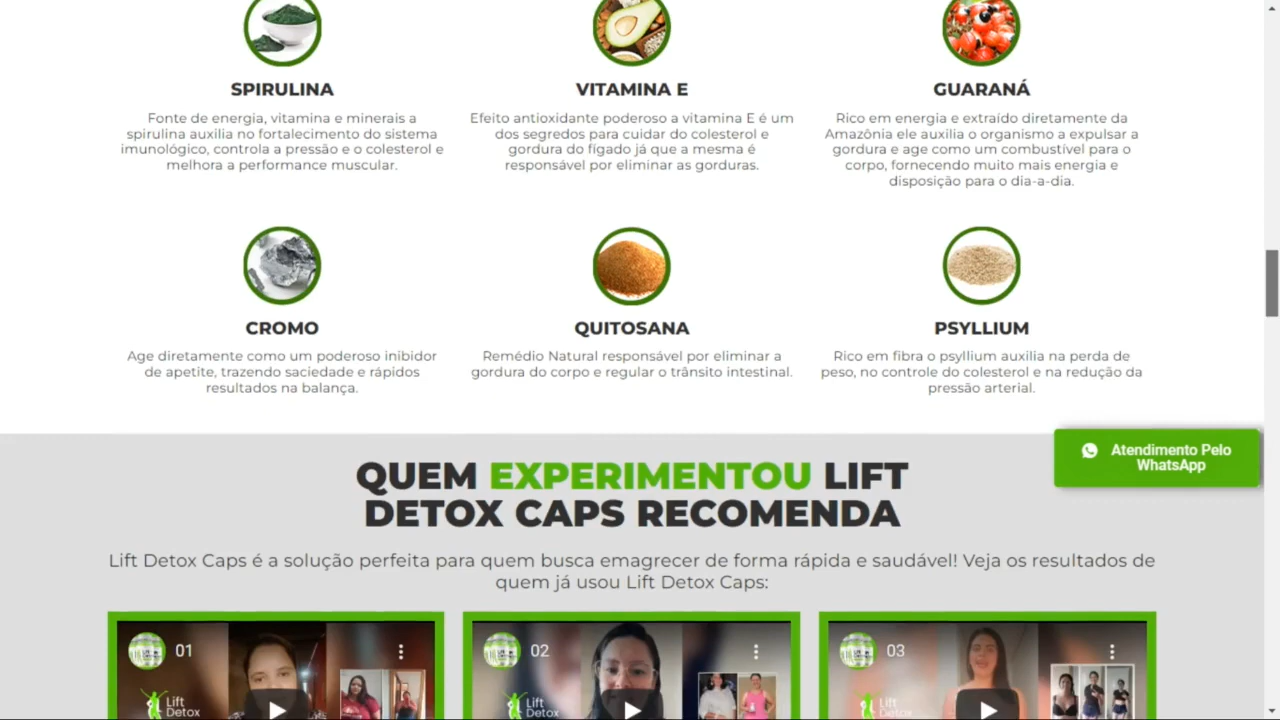 SPIRULINA
Fonte de energia, vitamina e minerais a
spirulina auxilia no fortalecimento do sistema
imunológico, controla a pressão e o colesterol e
melhora a performance muscular.
VITAMINA E
Efeito antioxidante poderoso a vitamina E é um
dos segredos para cuidar do colesterol e
gordura do fígado já que a mesma é
responsável por eliminar as gorduras.
GUARANÁ
Rico em energia e extraído diretamente da
Amazônia ele auxilia o organismo a expulsar a
gordura e age como um combustível para o
corpo, fornecendo muito mais energia e
disposição para o dia-a-dia.
CROMO
Age diretamente como um poderoso inibidor
de apetite, trazendo saciedade e rápidos
resultados na balança.
QUITOSANA
Remédio Natural responsável por eliminar a
gordura do corpo e regular o trânsito intestinal.
PSYLLIUM
Rico em fibra o psyllium auxilia na perda de
peso, no controle do colesterol e na redução da
pressão arterial.
Atendimento Pelo
WhatsApp
QUEM EXPERIMENTOU LIFT
DETOX CAPS RECOMENDA
Lift Detox Caps é a solução perfeita para quem busca emagrecer de forma rápida e saudável! Veja os resultados de
quem já usou Lift Detox Caps:
01
Lift
Detox
02
Lift
Detox
03
Lift
Detox